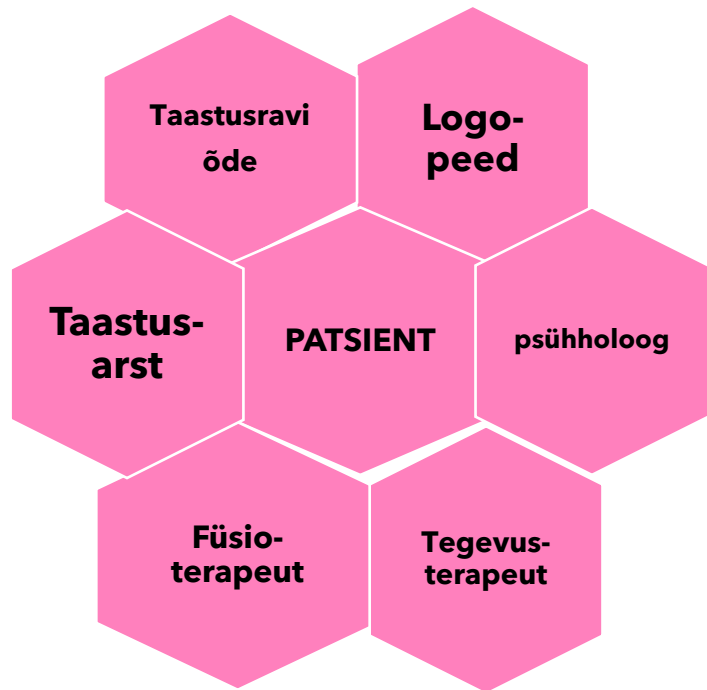 Taastusravi
õde
Logo-
peed
Taastus-
arst
PATSIENT
psühholoog
Füsio-
terapeut
Tegevus-
terapeut